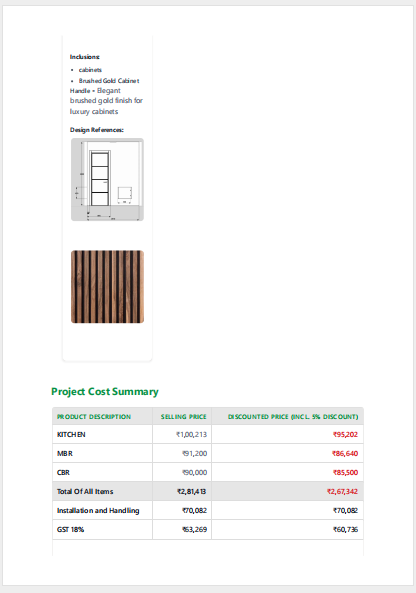 Inclusions:
• cabinets
• Brushed Gold Cabinet
Handle • Elegant
brushed gold finish for
luxury cabinets
Design References:
Project Cost Summary
PRODUCT DESCRIPTION SELLING PRICE DISCOUNTED PRICE (INCL. 5% DISCOUNT)
KITCHEN ₹1,00,213 ₹95,202
MBR ₹91,200 ₹86,640
CBR ₹90,000 ₹85,500
Total Of All Items ₹2,81,413 ₹2,67,342
Installation and Handling ₹70,082 ₹70,082
GST 18% ₹63,269 ₹60,736